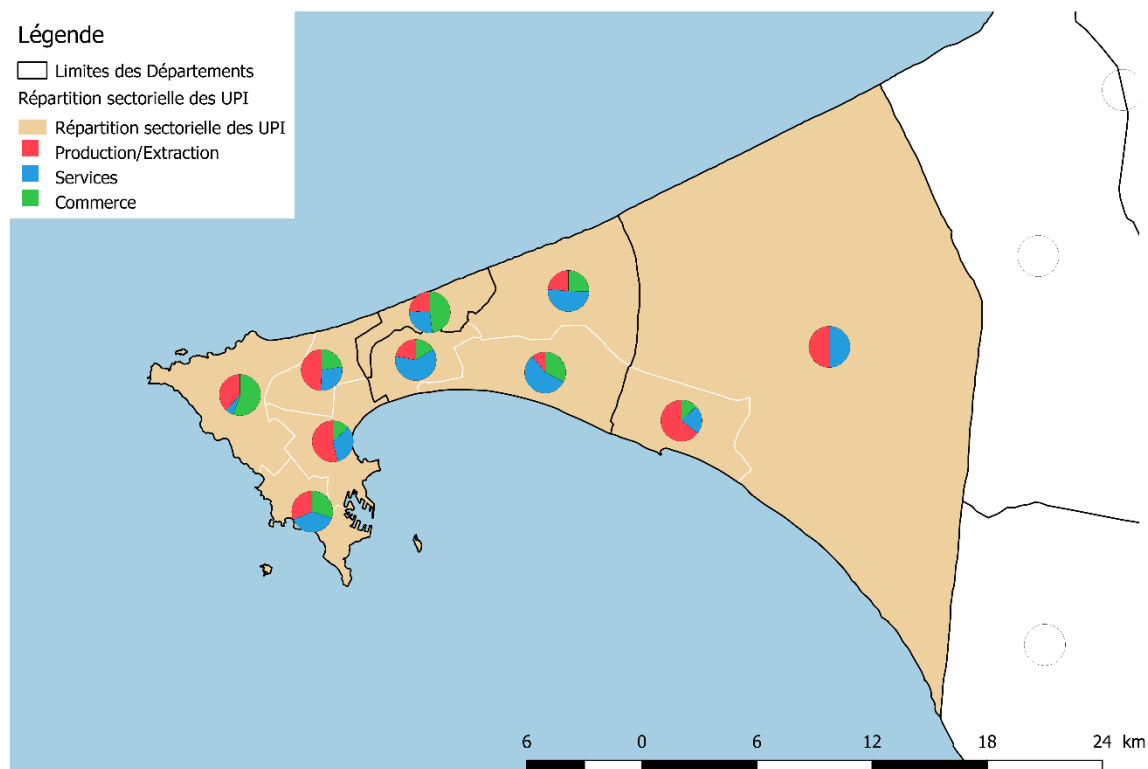 Légende
Limites des Départements
Répartition sectorielle des UPI
Répartition sectorielle des UPI
Production/Extraction
Services
Commerce
6 0 6 12 18 24 km